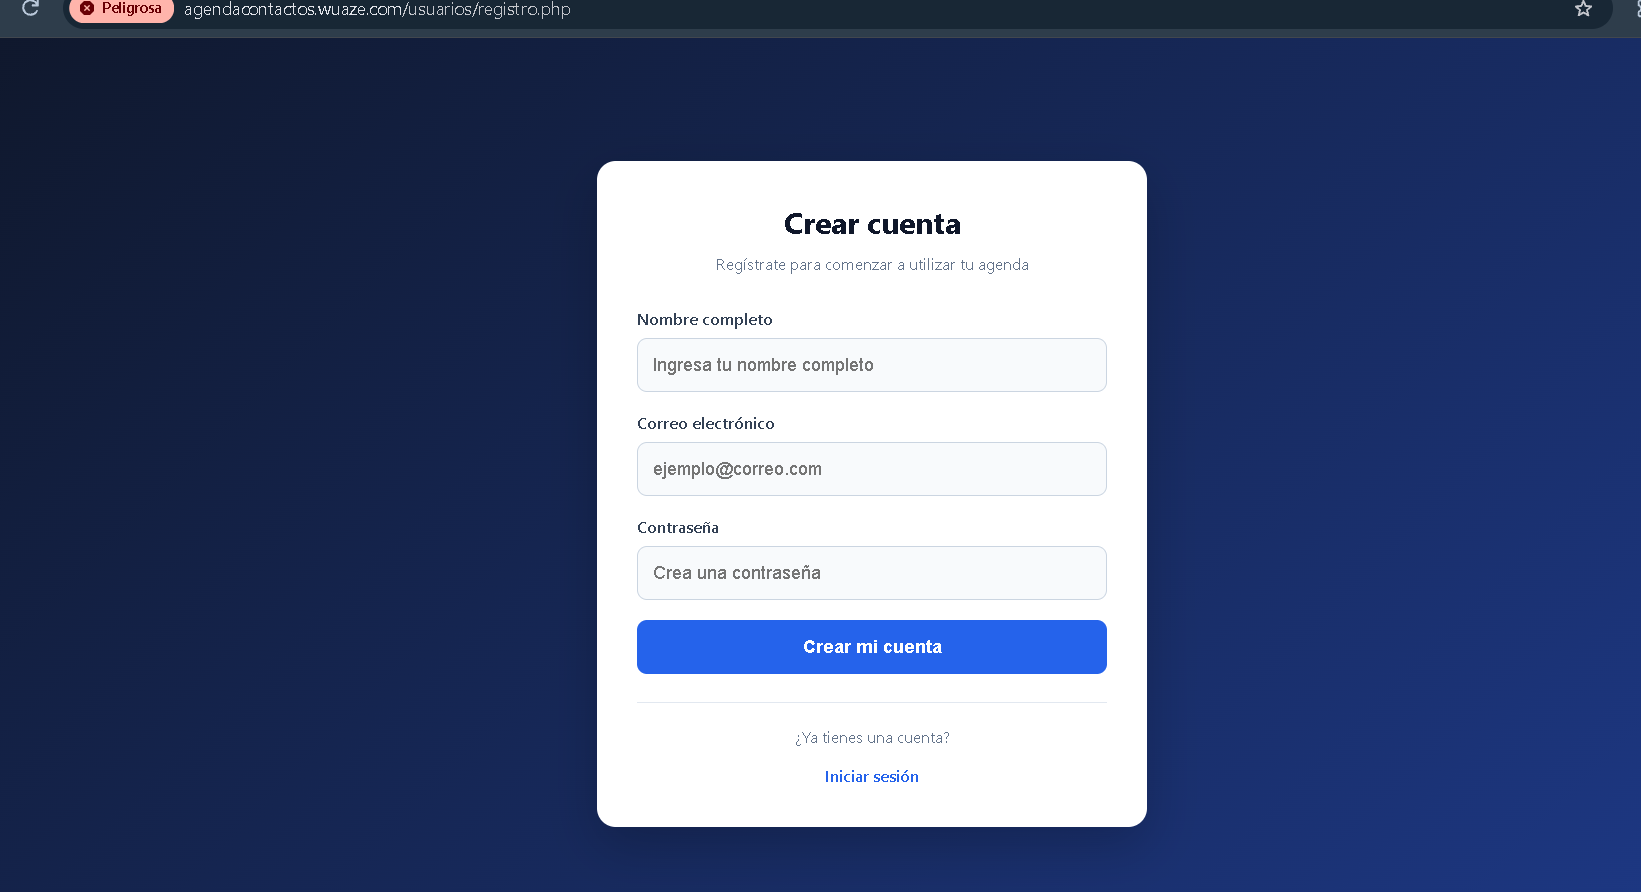 Peligrosa agendacontactos.wuaze.com/usuarios/registro.php
Crear cuenta
Regístrate para comenzar a utilizar tu agenda
Nombre completo
Ingresa tu nombre completo
Correo electrónico
ejemplo@correo.com
Contraseña
Crea una contraseña
Crear mi cuenta
¿Ya tienes una cuenta?
Iniciar sesión